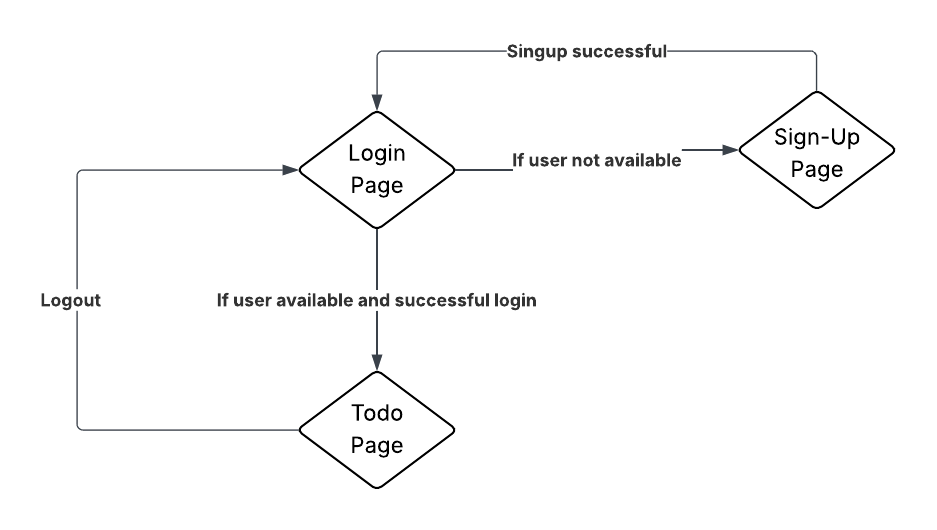 Singup successful
Login
Page
If user not available
Sign-Up
Page
Logout
If user available and successful login
Todo
Page